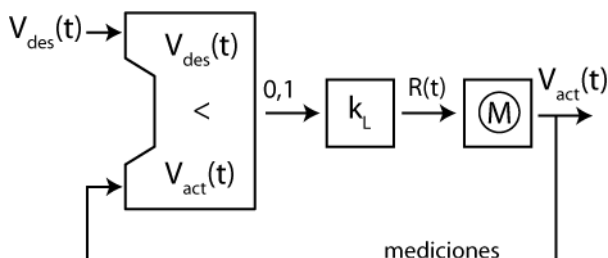 V_des(t)
V_des(t)
<
V_act(t)
0,1
k_L
R(t)
M
V_act(t)
mediciones